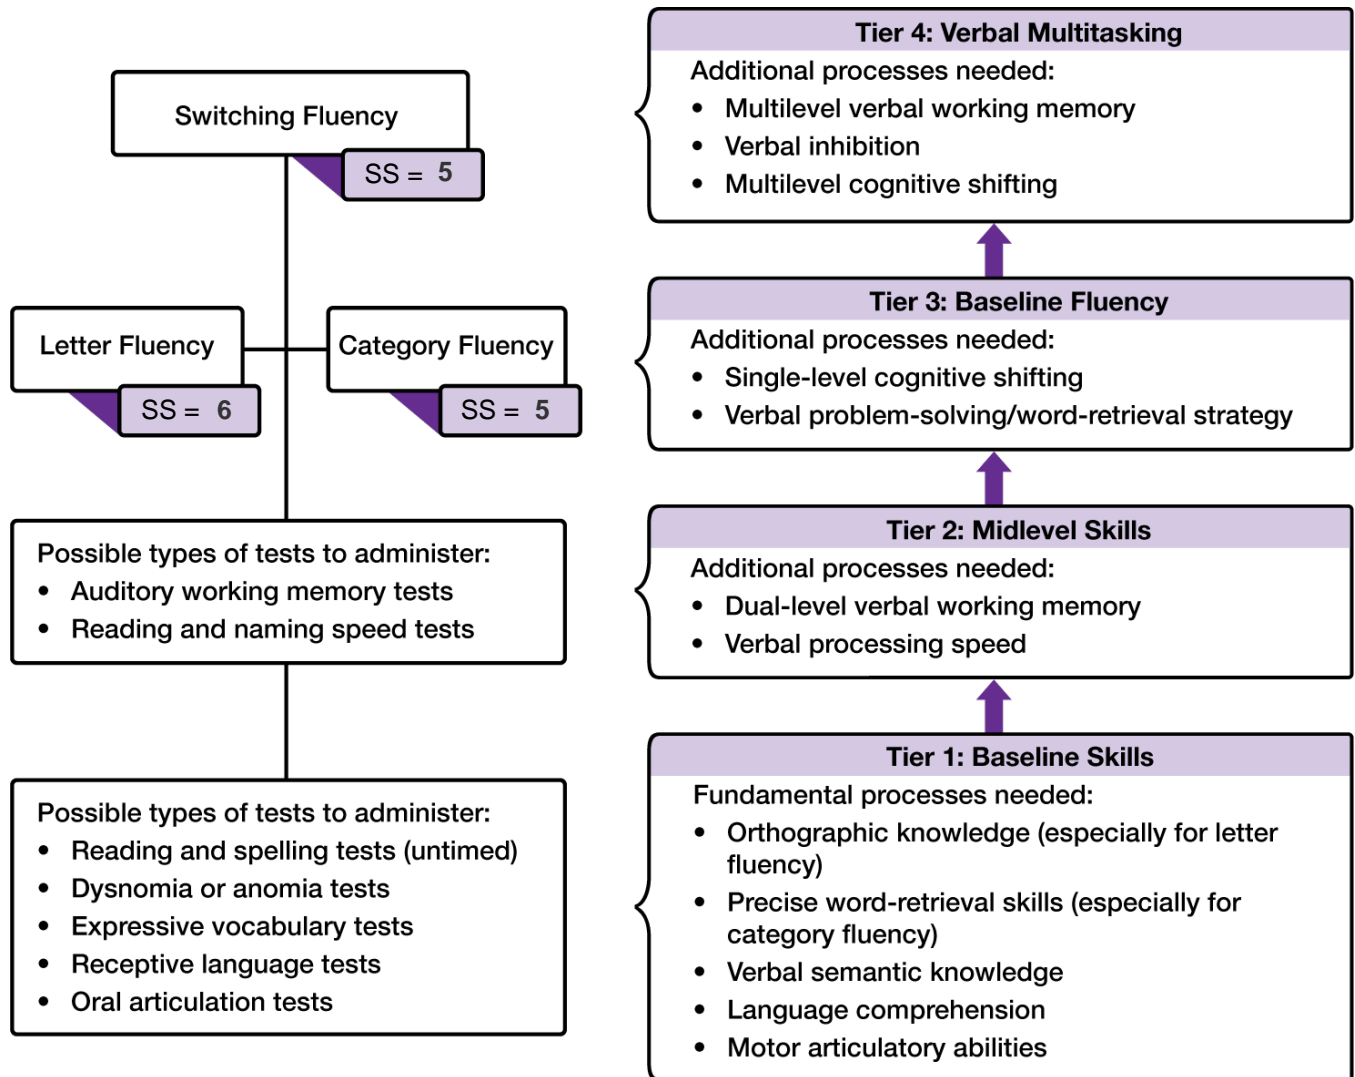 Switching Fluency
SS = 5
Letter Fluency
SS = 6
Category Fluency
SS = 5
Possible types of tests to administer:
• Auditory working memory tests
• Reading and naming speed tests
Possible types of tests to administer:
• Reading and spelling tests (untimed)
• Dysnomia or anomia tests
• Expressive vocabulary tests
• Receptive language tests
• Oral articulation tests
Tier 4: Verbal Multitasking
Additional processes needed:
• Multilevel verbal working memory
• Verbal inhibition
• Multilevel cognitive shifting
Tier 3: Baseline Fluency
Additional processes needed:
• Single-level cognitive shifting
• Verbal problem-solving/word-retrieval strategy
Tier 2: Midlevel Skills
Additional processes needed:
• Dual-level verbal working memory
• Verbal processing speed
Tier 1: Baseline Skills
Fundamental processes needed:
• Orthographic knowledge (especially for letter
fluency)
• Precise word-retrieval skills (especially for
category fluency)
• Verbal semantic knowledge
• Language comprehension
• Motor articulatory abilities